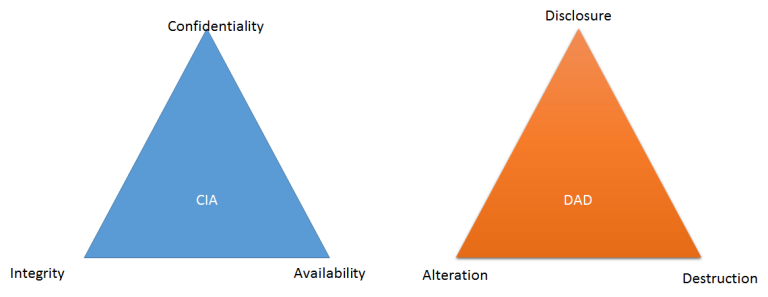 Confidentiality
CIA
Integrity
Availability
Disclosure
DAD
Alteration
Destruction